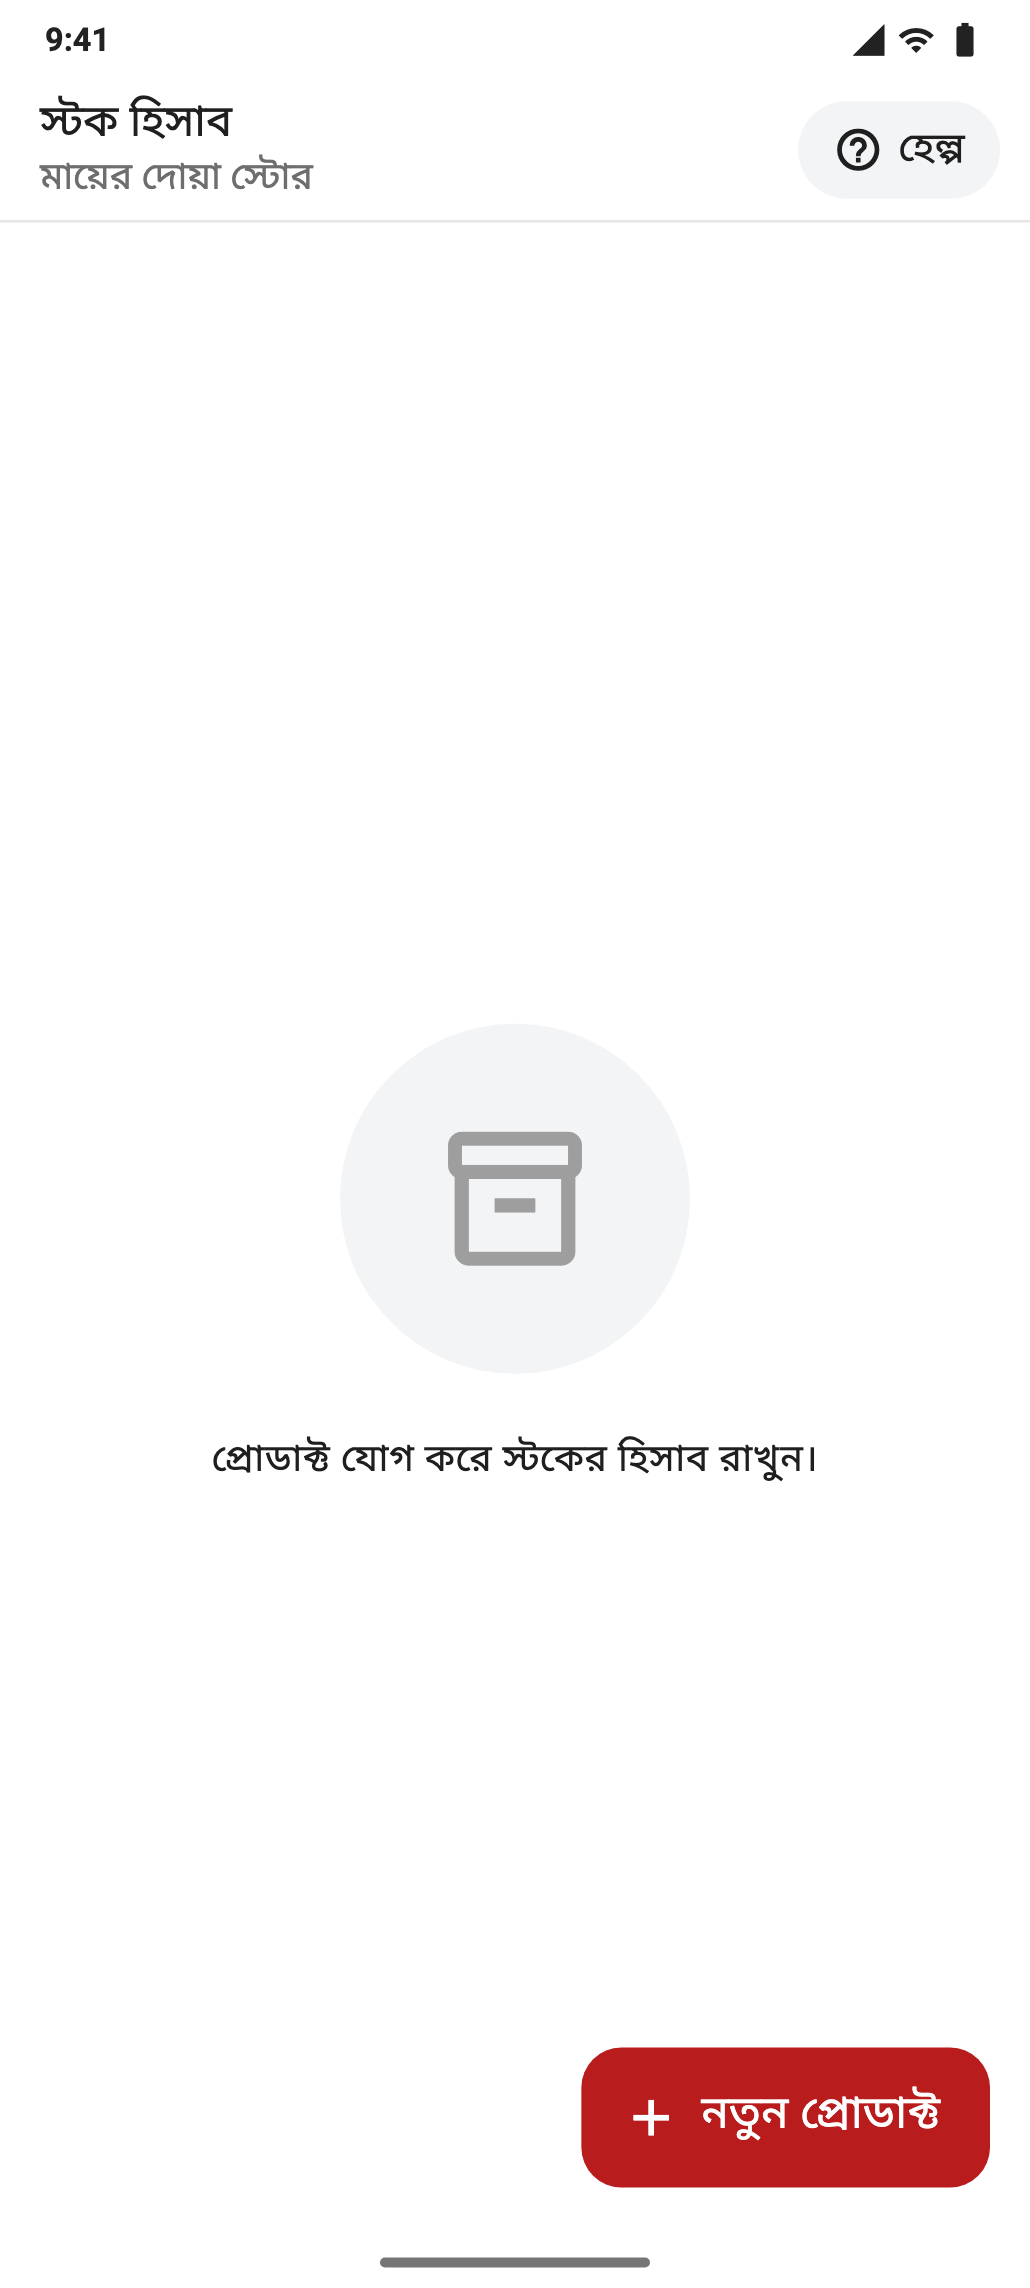 9:41
স্টক হিসাব
মায়ের দোয়া স্টোর
হেল্প
প্রোডাক্ট যোগ করে স্টকের হিসাব রাখুন।
নতুন প্রোডাক্ট